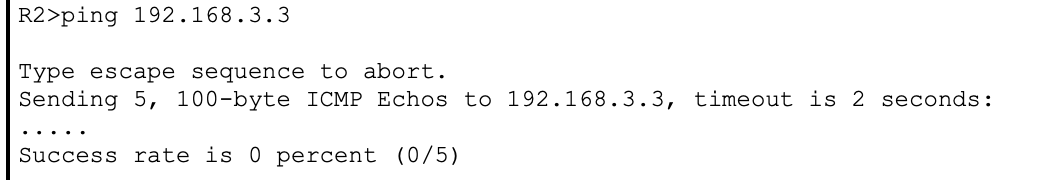 R2>ping 192.168.3.3
Type escape sequence to abort.
Sending 5, 100-byte ICMP Echos to 192.168.3.3, timeout is 2 seconds:
.....
Success rate is 0 percent (0/5)